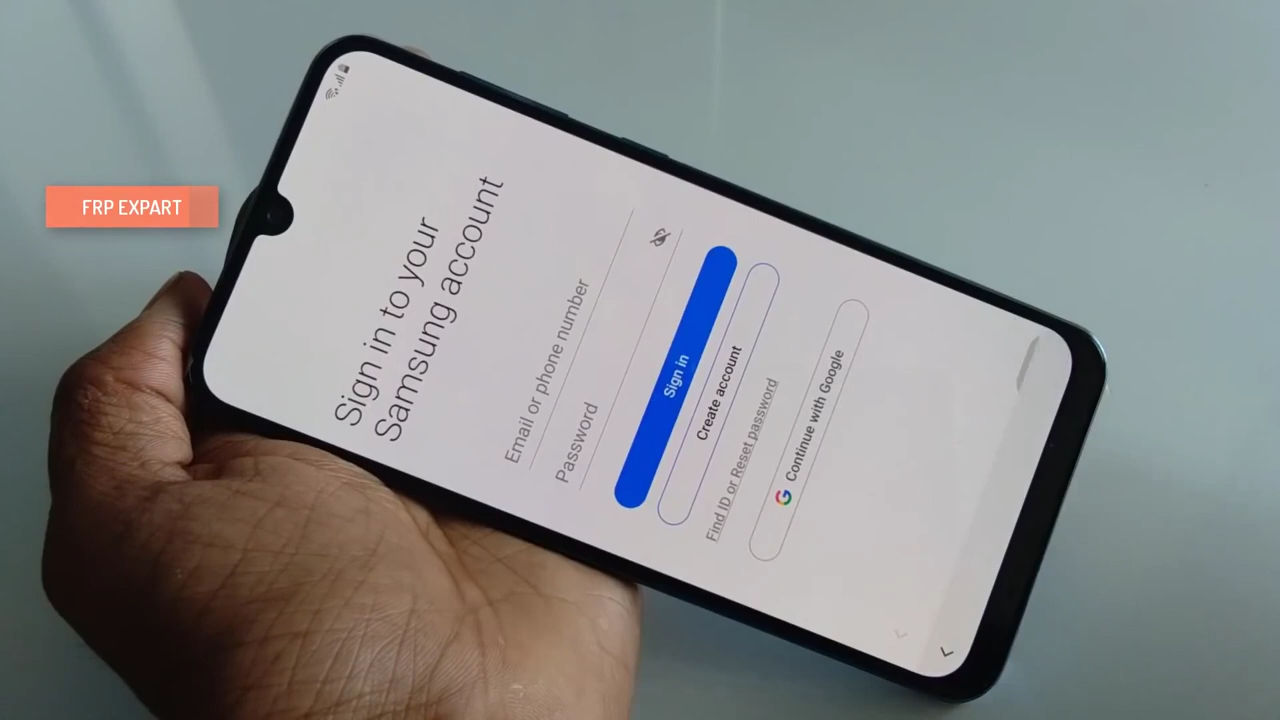 FRP EXPART
Sign in to your
Samsung account
Email or phone number
Password
Sign in
Create account
Find ID or Reset password
Continue with Google